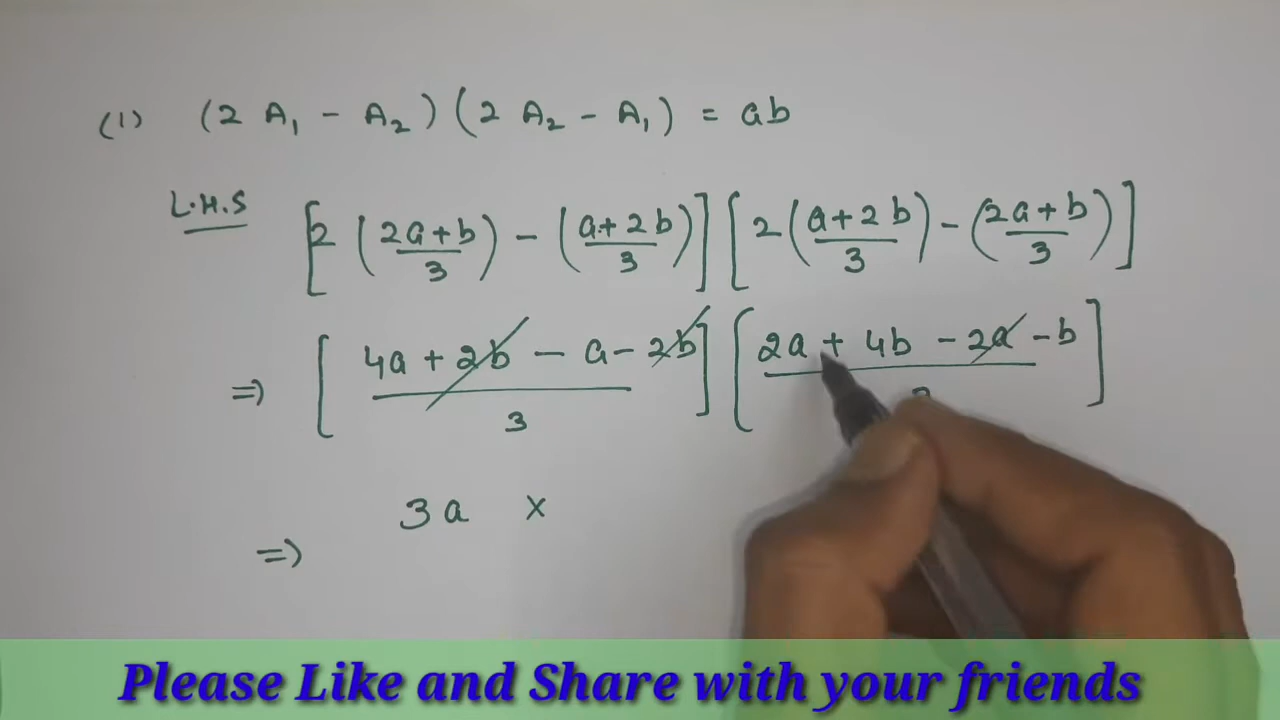 (1) (2 A₁ - A₂) (2 A₂ - A₁) = ab
L.H.S [2 (2a+b/3) - (a+2b/3)] [2 (a+2b/3) - (2a+b/3)]
=> [4a + 2b - a - 2b/3] [2a + 4b - 2a - b/]
=> 3a x
Please Like and Share with your friends